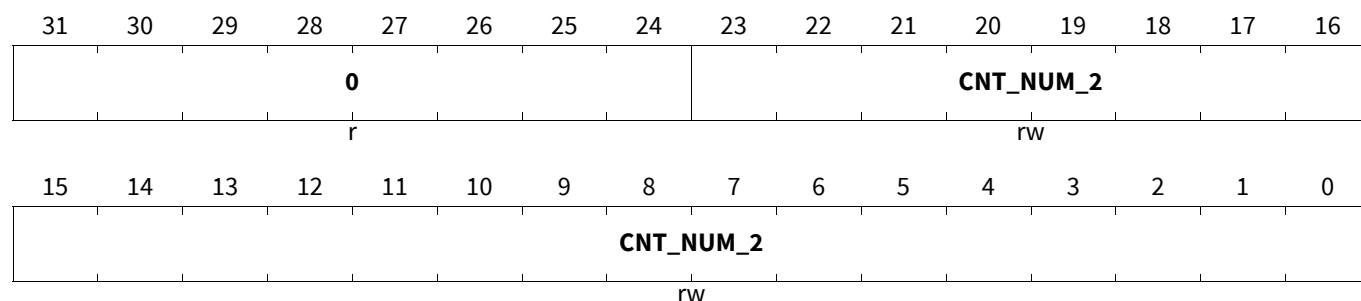 31 30 29 28 27 26 25 24 23 22 21 20 19 18 17 16
0 CNT_NUM_2
r rw
15 14 13 12 11 10 9 8 7 6 5 4 3 2 1 0
CNT_NUM_2
rw